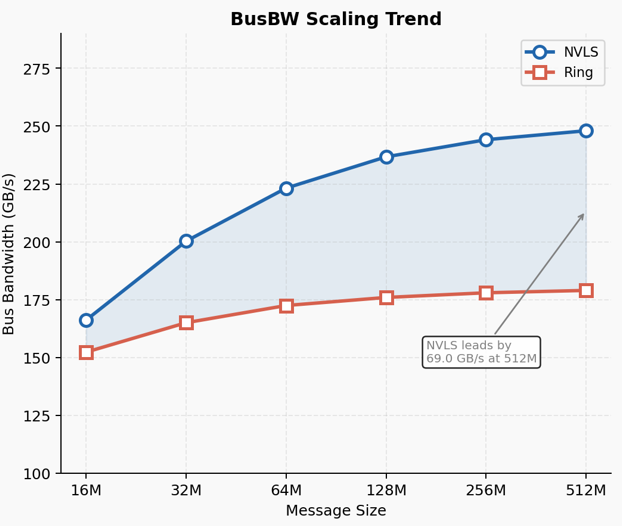 BusBW Scaling Trend
NVLS
Ring
Bus Bandwidth (GB/s)
275
250
225
200
175
150
125
100
NVLS leads by
69.0 GB/s at 512M
16M 32M 64M 128M 256M 512M
Message Size